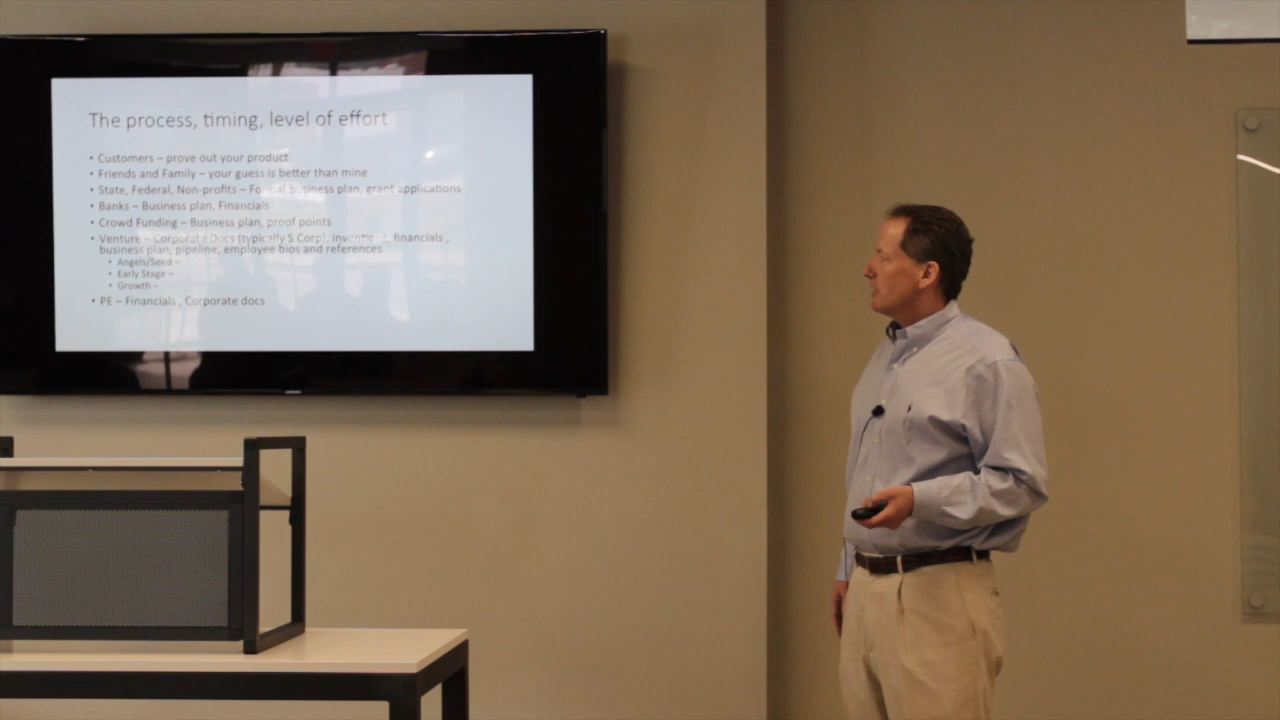 The process, timing, level of effort
• Customers – prove out your product
• Friends and Family – your guess is better than mine
• State, Federal, Non-profits – Formal business plan, grant applications
• Banks – Business plan, Financials
• Crowd Funding – Business plan, proof points
• Venture – Corporate Docs (typically S Corp), inventions, financials ,
business plan, pipeline, employee bios and references
• Angels/Seed –
• Early Stage –
• Growth –
• PE – Financials , Corporate docs